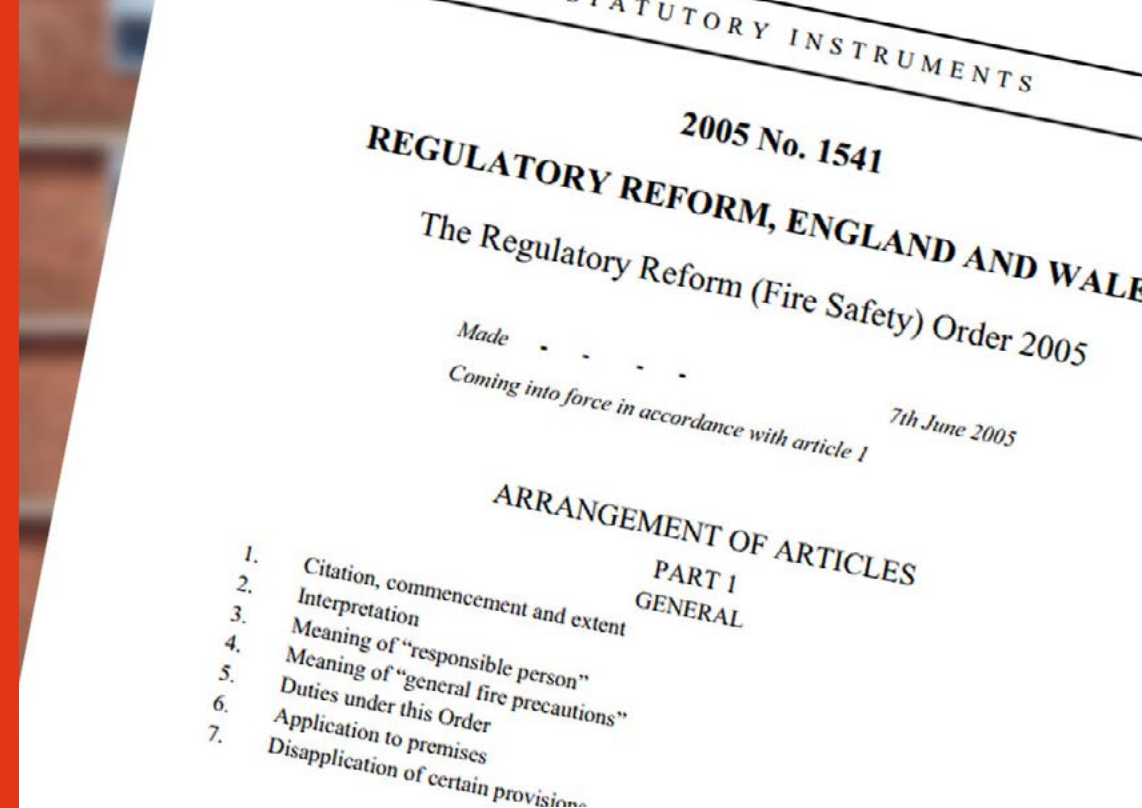 STATUTORY INSTRUMENTS
2005 No. 1541
REGULATORY REFORM, ENGLAND AND WALE
The Regulatory Reform (Fire Safety) Order 2005
Made - - - - 7th June 2005
Coming into force in accordance with article 1
ARRANGEMENT OF ARTICLES
PART 1
GENERAL
1. Citation, commencement and extent
2. Interpretation
3. Meaning of “responsible person”
4. Meaning of “general fire precautions”
5. Duties under this Order
6. Application to premises
7. Disapplication of certain provisions